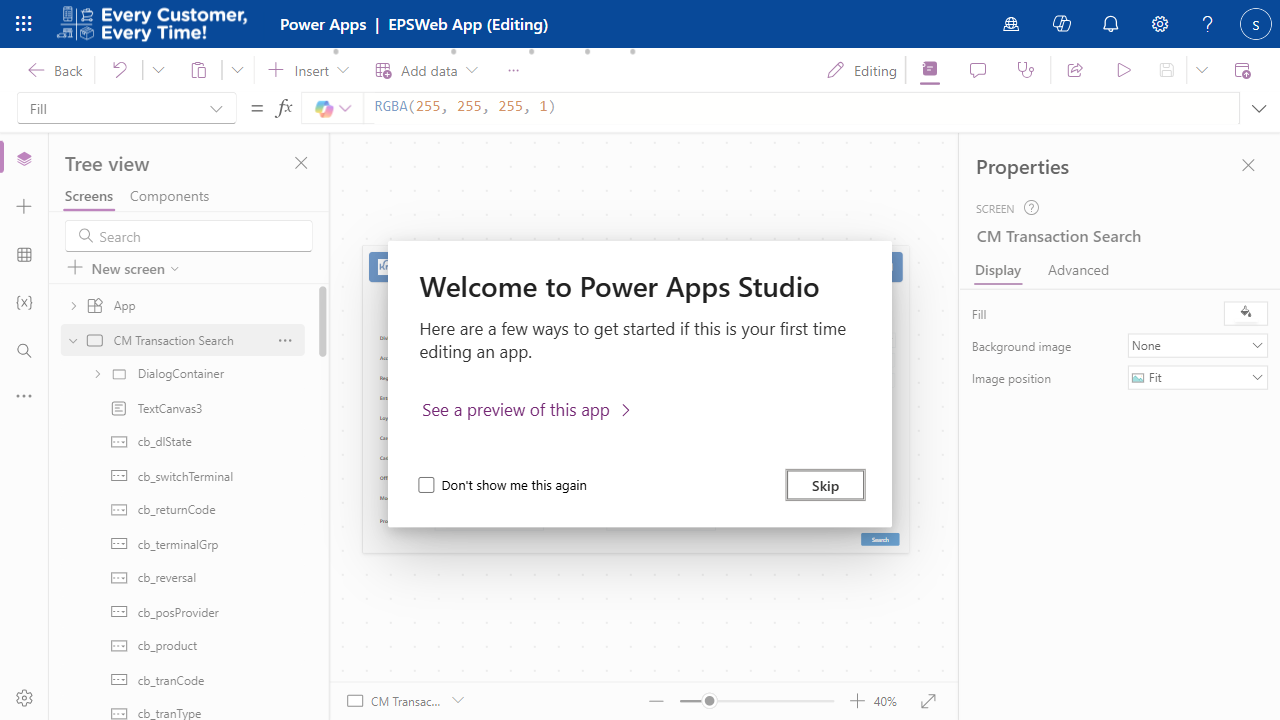 Every Customer,
Every Time!
Power Apps | EPSWeb App (Editing)
S
Back
Insert
Add data
Editing
Fill
=
fx
RGBA(255, 255, 255, 1)
Tree view
Screens
Components
Search
New screen
App
CM Transaction Search
DialogContainer
TextCanvas3
cb_dlState
cb_switchTerminal
cb_returnCode
cb_terminalGrp
cb_reversal
cb_posProvider
cb_product
cb_tranCode
cb_tranType
Welcome to Power Apps Studio
Here are a few ways to get started if this is your first time
editing an app.
See a preview of this app
Don't show me this again
Skip
Search
CM Transac...
40%
Properties
SCREEN
CM Transaction Search
Display
Advanced
Fill
Background image
None
Image position
Fit